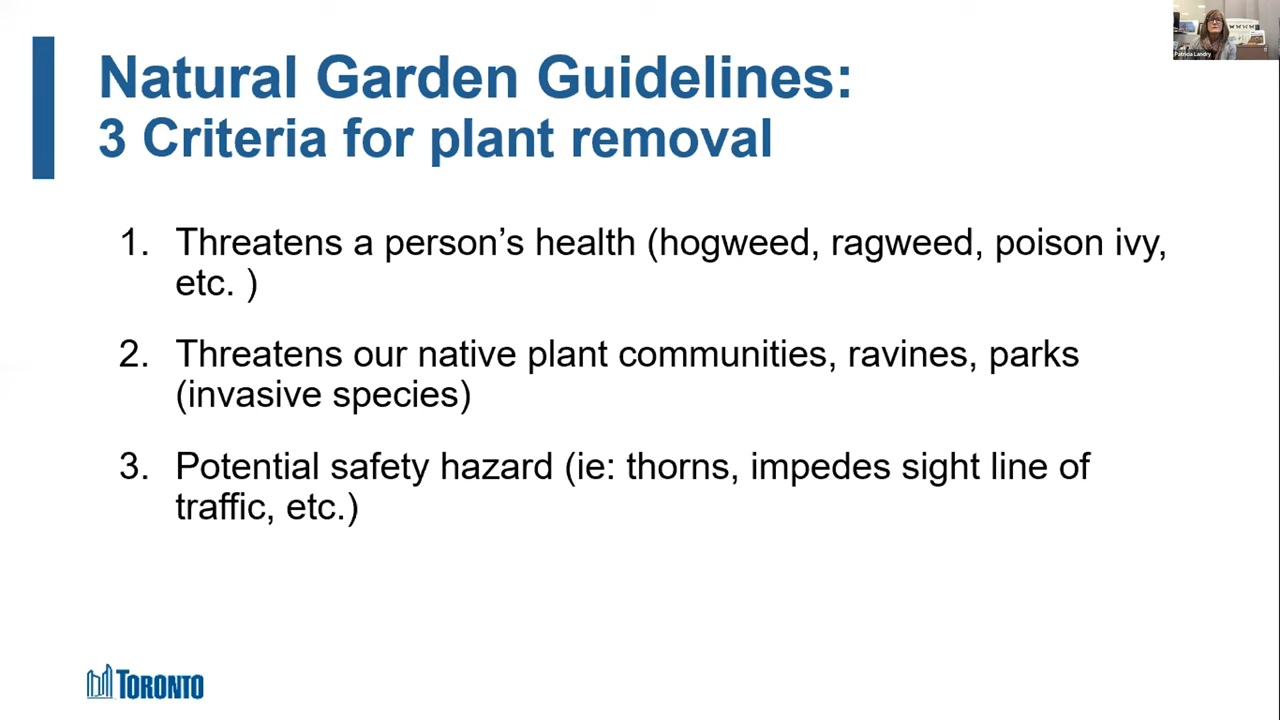 Patricia Landry
Natural Garden Guidelines:
3 Criteria for plant removal
1. Threatens a person’s health (hogweed, ragweed, poison ivy,
etc. )
2. Threatens our native plant communities, ravines, parks
(invasive species)
3. Potential safety hazard (ie: thorns, impedes sight line of
traffic, etc.)
TORONTO